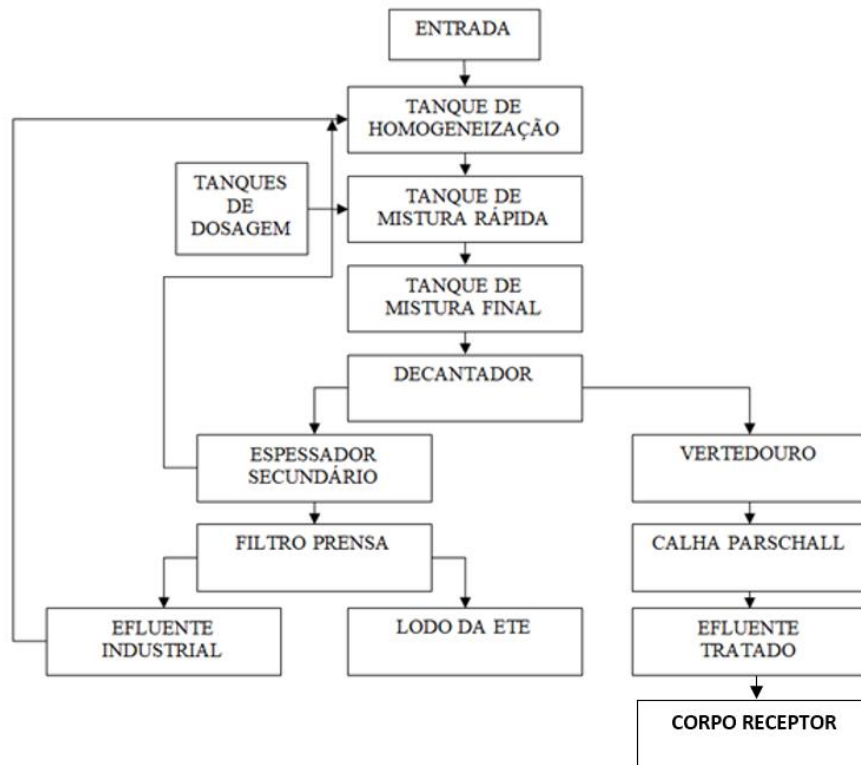 ENTRADA
TANQUE DE
HOMOGENEIZAÇÃO
TANQUES
DE
DOSAGEM
TANQUE DE
MISTURA RÁPIDA
TANQUE DE
MISTURA FINAL
DECANTADOR
ESPESSADOR
SECUNDÁRIO
VERTEDOURO
FILTRO PRENSA
CALHA PARSCHALL
EFLUENTE
INDUSTRIAL
LODO DA ETE
EFLUENTE
TRATADO
CORPO RECEPTOR